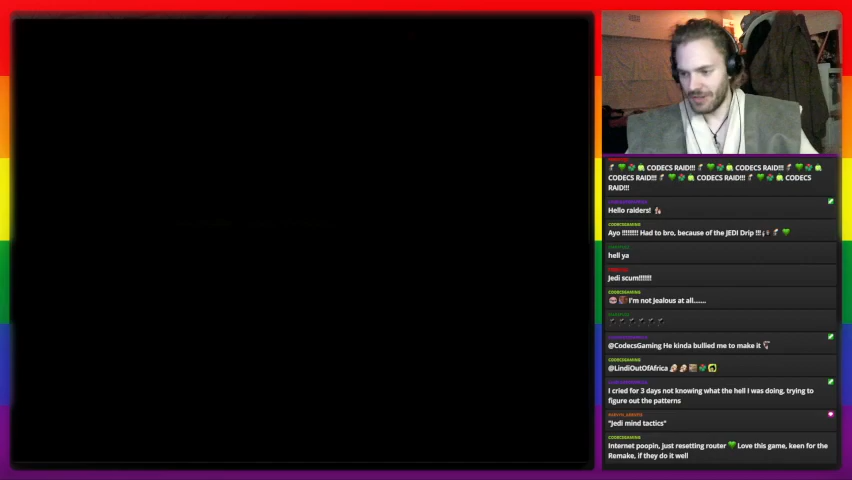 CODECS RAID!!! CODECS RAID!!! CODECS RAID!!!
CODECS RAID!!! CODECS RAID!!! CODECS
RAID!!!
Hello raiders!
CODECSGAMING
Ayo !!!!!!!!! Had to bro, because of the JEDI Drip !!!
hell ya
Jedi scum!!!!!!!
CODECSGAMING
I'm not jealous at all.......
@CodecsGaming He kinda bullied me to make it
CODECSGAMING
@LindiOutOfAfrica
I cried for 3 days not knowing what the hell I was doing, trying to
figure out the patterns
"Jedi mind tactics"
CODECSGAMING
Internet poopin, just resetting router Love this game, keen for the
Remake, if they do it well